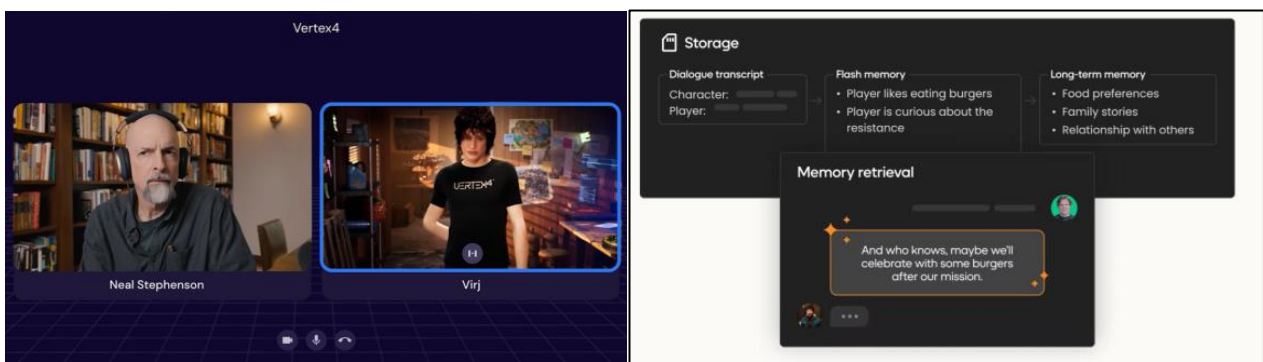 Vertex4
VERTEX4
Neal Stephenson
Virj
Storage
Dialogue transcript
Character:
Player:
Flash memory
• Player likes eating burgers
• Player is curious about the
resistance
Long-term memory
• Food preferences
• Family stories
• Relationship with others
Memory retrieval
And who knows, maybe we'll
celebrate with some burgers
after our mission.